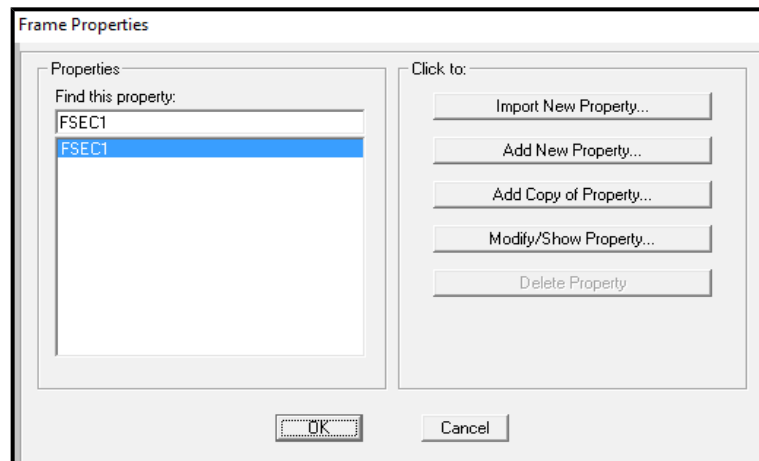 Frame Properties
Properties
Find this property:
FSEC1
FSEC1
Click to:
Import New Property...
Add New Property...
Add Copy of Property...
Modify/Show Property...
Delete Property
OK
Cancel